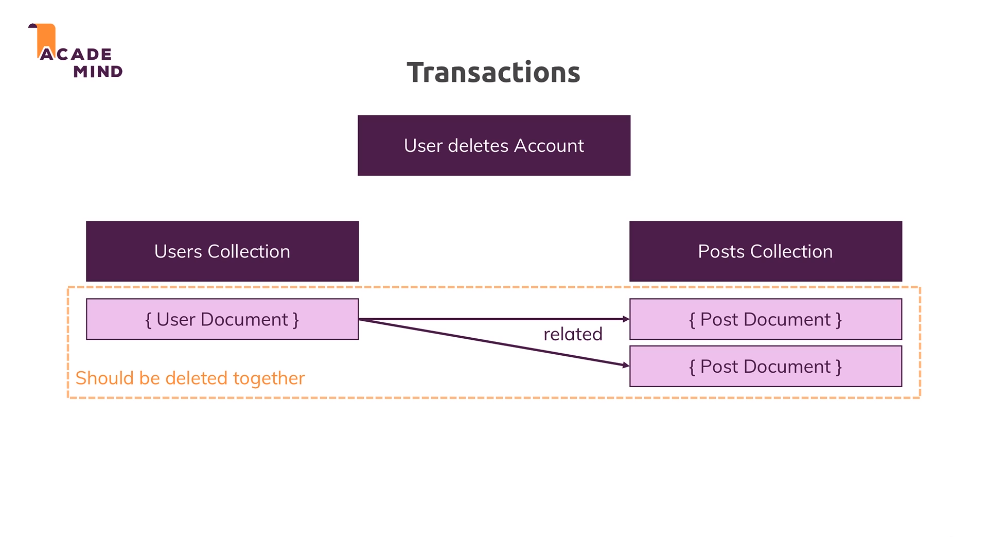 ACADE
MIND
Transactions
User deletes Account
Users Collection
Posts Collection
{ User Document }
{ Post Document }
related
{ Post Document }
Should be deleted together